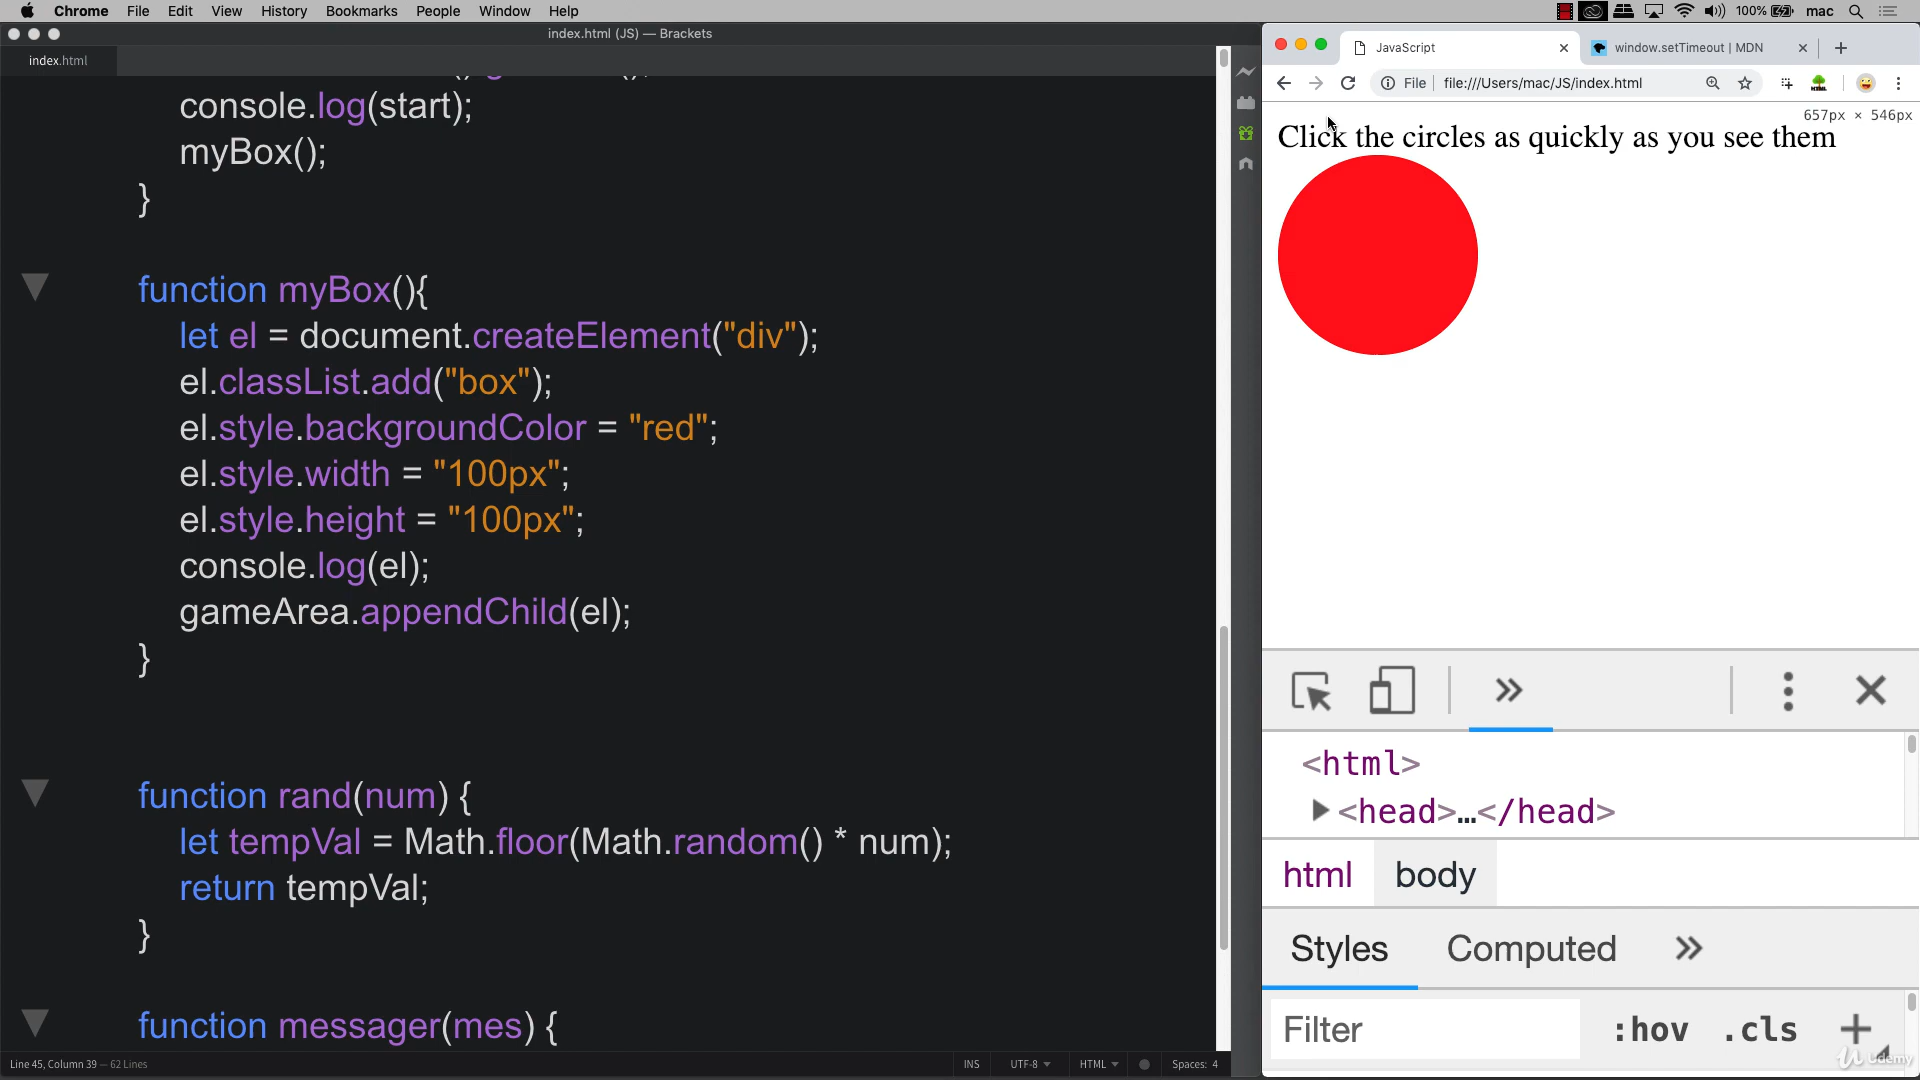 Chrome File Edit View History Bookmarks People Window Help
100% mac
index.html (JS) — Brackets
index.html
console.log(start);
myBox();
}
function myBox(){
let el = document.createElement("div");
el.classList.add("box");
el.style.backgroundColor = "red";
el.style.width = "100px";
el.style.height = "100px";
console.log(el);
gameArea.appendChild(el);
}
function rand(num) {
let tempVal = Math.floor(Math.random() * num);
return tempVal;
}
function messager(mes) {
Line 45, Column 39 — 62 Lines
INS UTF-8 HTML Spaces: 4
JavaScript window.setTimeout | MDN
File file:///Users/mac/JS/index.html
657px × 546px
Click the circles as quickly as you see them
<html>
<head>…</head>
html body
Styles Computed
Filter :hov .cls
Udemy